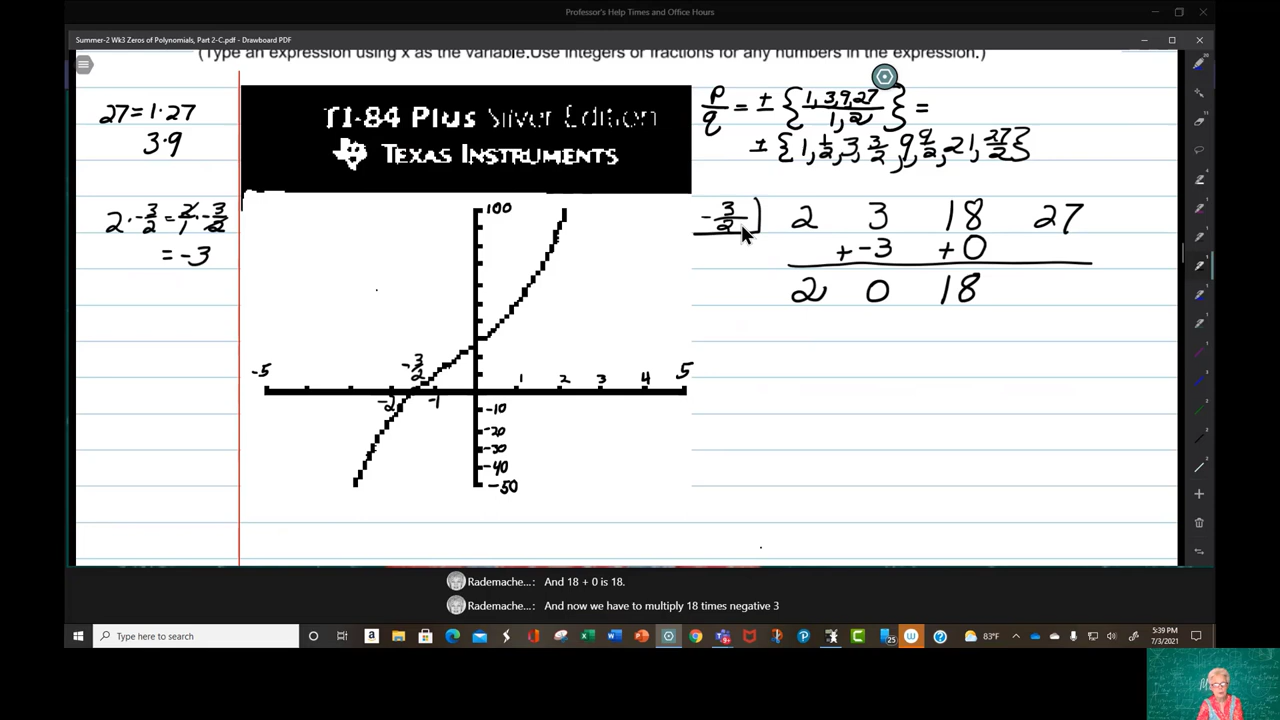 Professor's Help Times and Office Hours
Summer-2 Wk3 Zeros of Polynomials, Part 2-C.pdf - Drawboard PDF
(Type an expression using x as the variable.Use integers or fractions for any numbers in the expression.)
27 = 1·27
3·9
2·-3/2 = 2/1·-3/2
= -3
TI-84 Plus Silver Edition
TEXAS INSTRUMENTS
100
-3/2
-5
-2
-1
1
2
3
4
5
-10
-20
-30
-40
-50
p/q = ± {1,3,9,27/1,2} =
± {1,1/2,3,3/2,9,9/2,21,27/2}
-3/2) 2 3 18 27
+-3 +0
2 0 18
Rademache...: And 18 + 0 is 18.
Rademache...: And now we have to multiply 18 times negative 3
Type here to search
83°F
25
5:39 PM
7/3/2021